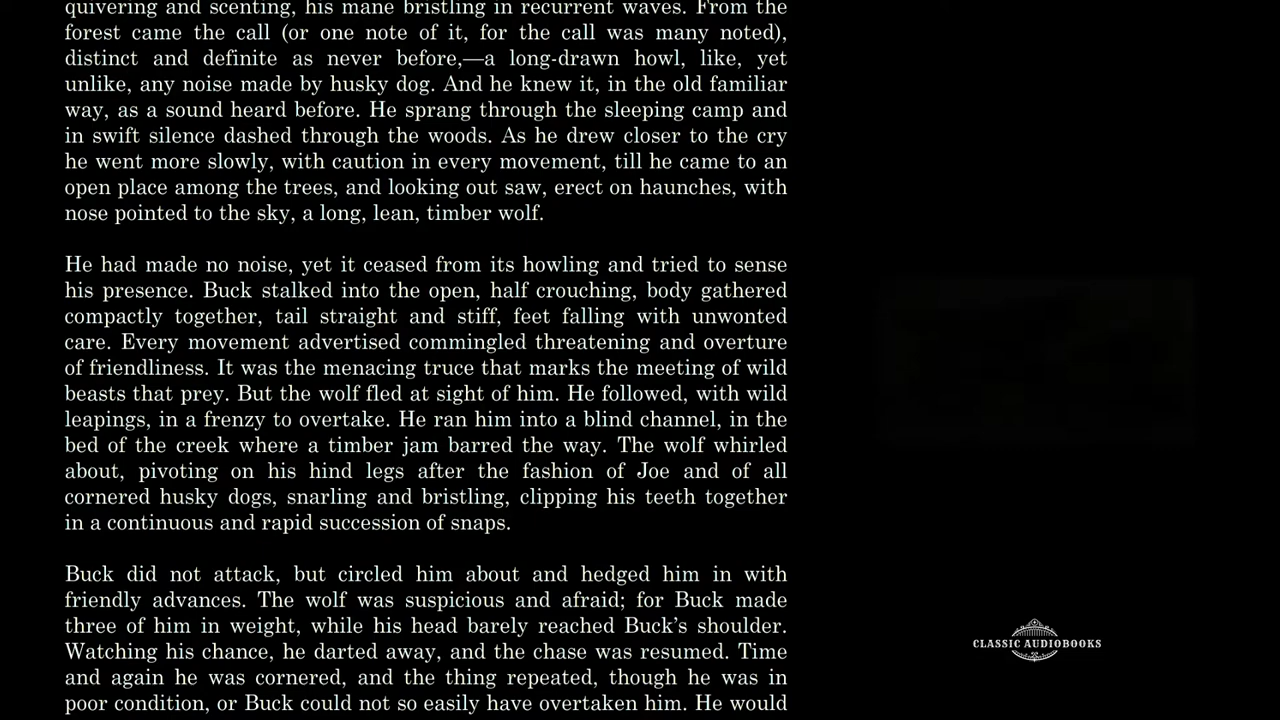 quivering and scenting, his mane bristling in recurrent waves. From the
forest came the call (or one note of it, for the call was many noted),
distinct and definite as never before,—a long-drawn howl, like, yet
unlike, any noise made by husky dog. And he knew it, in the old familiar
way, as a sound heard before. He sprang through the sleeping camp and
in swift silence dashed through the woods. As he drew closer to the cry
he went more slowly, with caution in every movement, till he came to an
open place among the trees, and looking out saw, erect on haunches, with
nose pointed to the sky, a long, lean, timber wolf.
He had made no noise, yet it ceased from its howling and tried to sense
his presence. Buck stalked into the open, half crouching, body gathered
compactly together, tail straight and stiff, feet falling with unwonted
care. Every movement advertised commingled threatening and overture
of friendliness. It was the menacing truce that marks the meeting of wild
beasts that prey. But the wolf fled at sight of him. He followed, with wild
leapings, in a frenzy to overtake. He ran him into a blind channel, in the
bed of the creek where a timber jam barred the way. The wolf whirled
about, pivoting on his hind legs after the fashion of Joe and of all
cornered husky dogs, snarling and bristling, clipping his teeth together
in a continuous and rapid succession of snaps.
Buck did not attack, but circled him about and hedged him in with
friendly advances. The wolf was suspicious and afraid; for Buck made
three of him in weight, while his head barely reached Buck's shoulder.
Watching his chance, he darted away, and the chase was resumed. Time
and again he was cornered, and the thing repeated, though he was in
poor condition, or Buck could not so easily have overtaken him. He would
CLASSIC AUDIOBOOKS